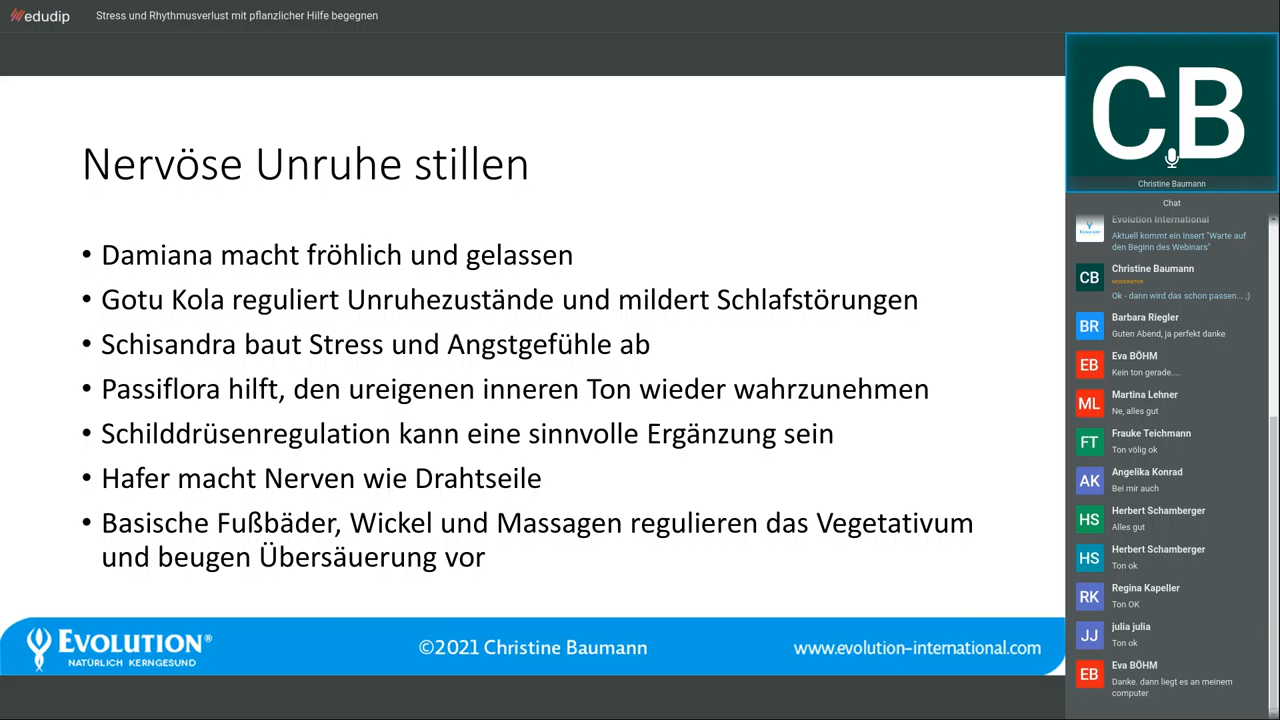 edudip
Stress und Rhythmusverlust mit pflanzlicher Hilfe begegnen
Nervöse Unruhe stillen
• Damiana macht fröhlich und gelassen
• Gotu Kola reguliert Unruhezustände und mildert Schlafstörungen
• Schisandra baut Stress und Angstgefühle ab
• Passiflora hilft, den ureigenen inneren Ton wieder wahrzunehmen
• Schilddrüsenregulation kann eine sinnvolle Ergänzung sein
• Hafer macht Nerven wie Drahtseile
• Basische Fußbäder, Wickel und Massagen regulieren das Vegetativum
und beugen Übersäuerung vor
EVOLUTION®
NATÜRLICH KERNGESUND
©2021 Christine Baumann
www.evolution-international.com
CB
Christine Baumann
Chat
Evolution International
Aktuell kommt ein Insert "Warte auf
den Beginn des Webinars"
CB
Christine Baumann
MODERATOR
Ok - dann wird das schon passen... ;)
BR
Barbara Riegler
Guten Abend, ja perfekt danke
EB
Eva BÖHM
Kein ton gerade....
ML
Martina Lehner
Ne, alles gut
FT
Frauke Teichmann
Ton völig ok
AK
Angelika Konrad
Bei mir auch
HS
Herbert Schamberger
Alles gut
HS
Herbert Schamberger
Ton ok
RK
Regina Kapeller
Ton OK
JJ
julia julia
Ton ok
EB
Eva BÖHM
Danke. dann liegt es an meinem
computer